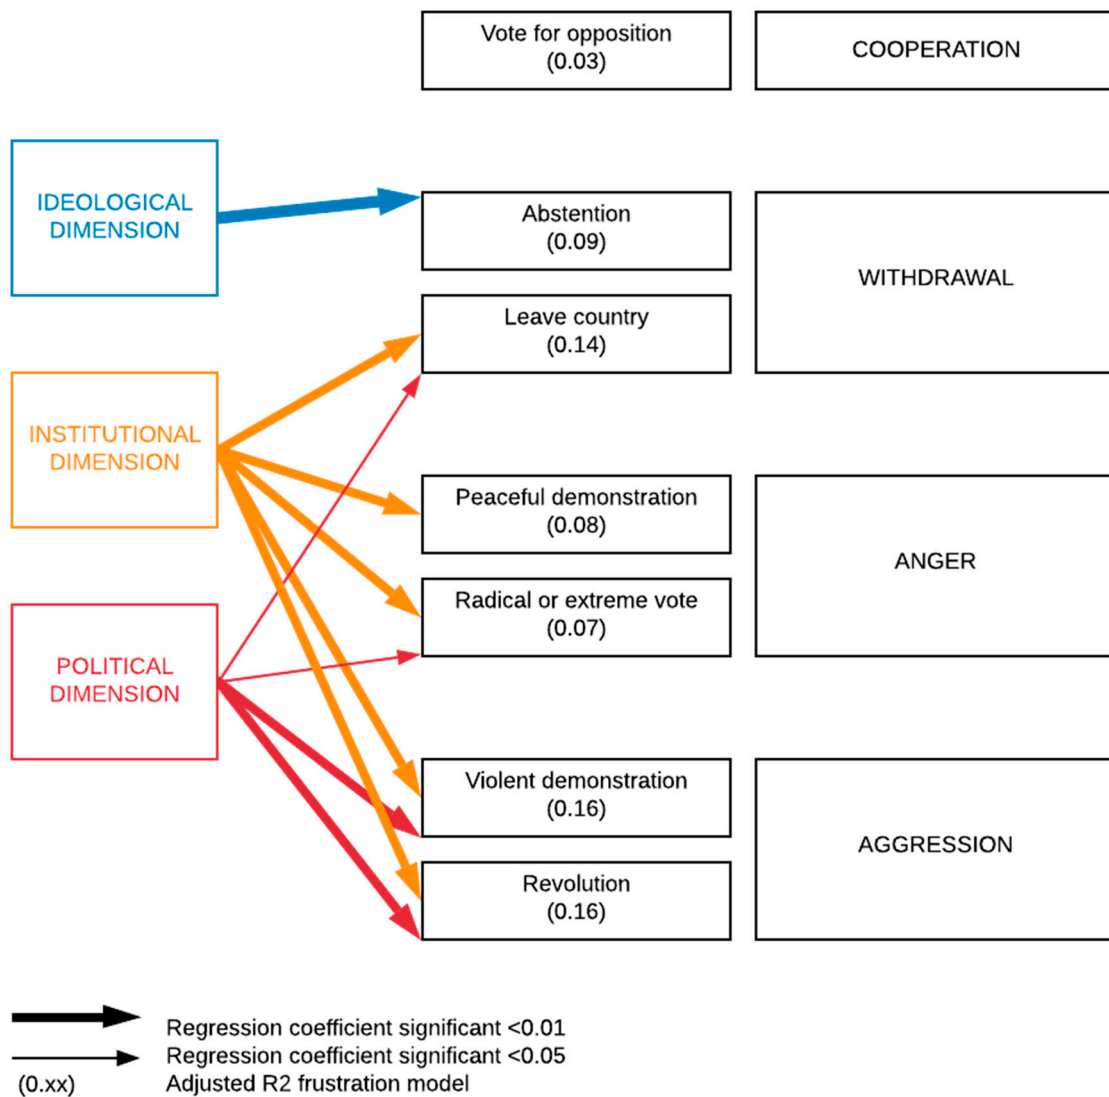 Vote for opposition
(0.03)
COOPERATION
IDEOLOGICAL
DIMENSION
Abstention
(0.09)
WITHDRAWAL
Leave country
(0.14)
INSTITUTIONAL
DIMENSION
Peaceful demonstration
(0.08)
ANGER
Radical or extreme vote
(0.07)
POLITICAL
DIMENSION
Violent demonstration
(0.16)
AGGRESSION
Revolution
(0.16)
Regression coefficient significant <0.01
Regression coefficient significant <0.05
(0.xx) Adjusted R2 frustration model